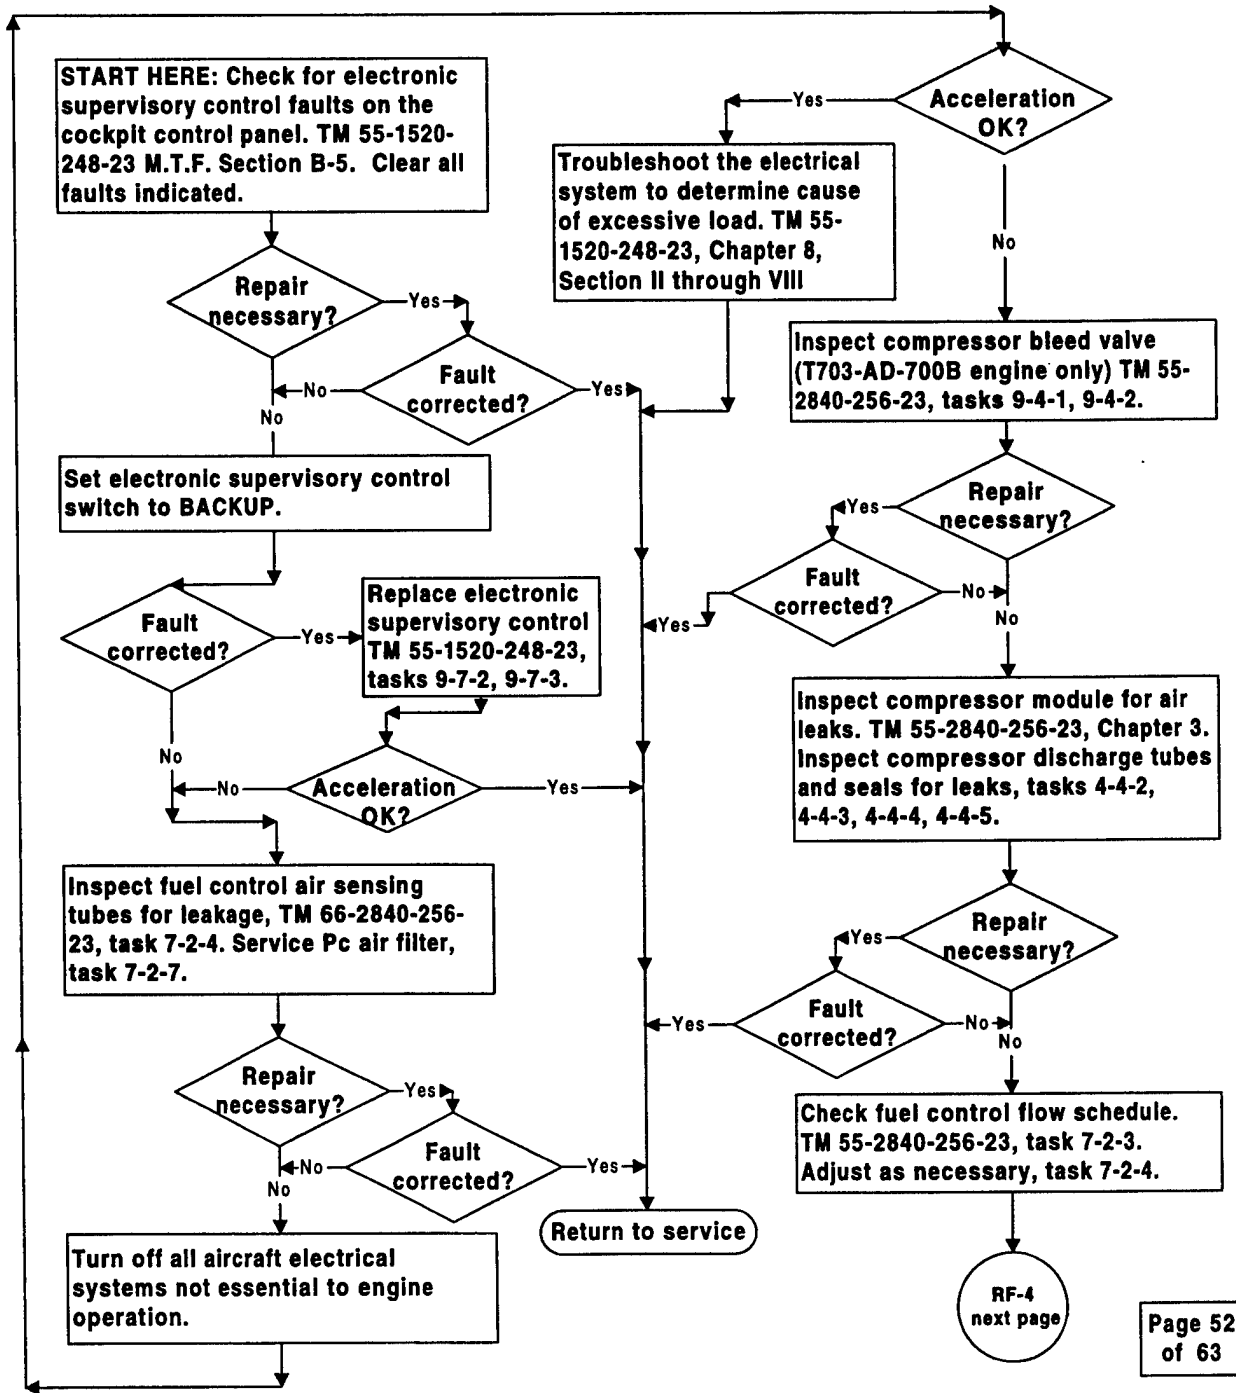 START HERE: Check for electronic
supervisory control faults on the
cockpit control panel. TM 55-1520-
248-23 M.T.F. Section B-5. Clear all
faults indicated.
Repair
necessary?
Yes
No
Fault
corrected?
No
Yes
Set electronic supervisory control
switch to BACKUP.
Fault
corrected?
Yes
No
Replace electronic
supervisory control
TM 55-1520-248-23,
tasks 9-7-2, 9-7-3.
Acceleration
OK?
No
Yes
Inspect fuel control air sensing
tubes for leakage, TM 66-2840-256-
23, task 7-2-4. Service Pc air filter,
task 7-2-7.
Repair
necessary?
Yes
No
Fault
corrected?
No
Yes
Turn off all aircraft electrical
systems not essential to engine
operation.
Acceleration
OK?
Yes
No
Troubleshoot the electrical
system to determine cause
of excessive load. TM 55-
1520-248-23, Chapter 8,
Section II through VIII
Inspect compressor bleed valve
(T703-AD-700B engine only) TM 55-
2840-256-23, tasks 9-4-1, 9-4-2.
Repair
necessary?
Yes
No
Fault
corrected?
No
Yes
Inspect compressor module for air
leaks. TM 55-2840-256-23, Chapter 3.
Inspect compressor discharge tubes
and seals for leaks, tasks 4-4-2,
4-4-3, 4-4-4, 4-4-5.
Repair
necessary?
Yes
No
Fault
corrected?
No
Yes
Check fuel control flow schedule.
TM 55-2840-256-23, task 7-2-3.
Adjust as necessary, task 7-2-4.
Return to service
RF-4
next page
Page 52
of 63